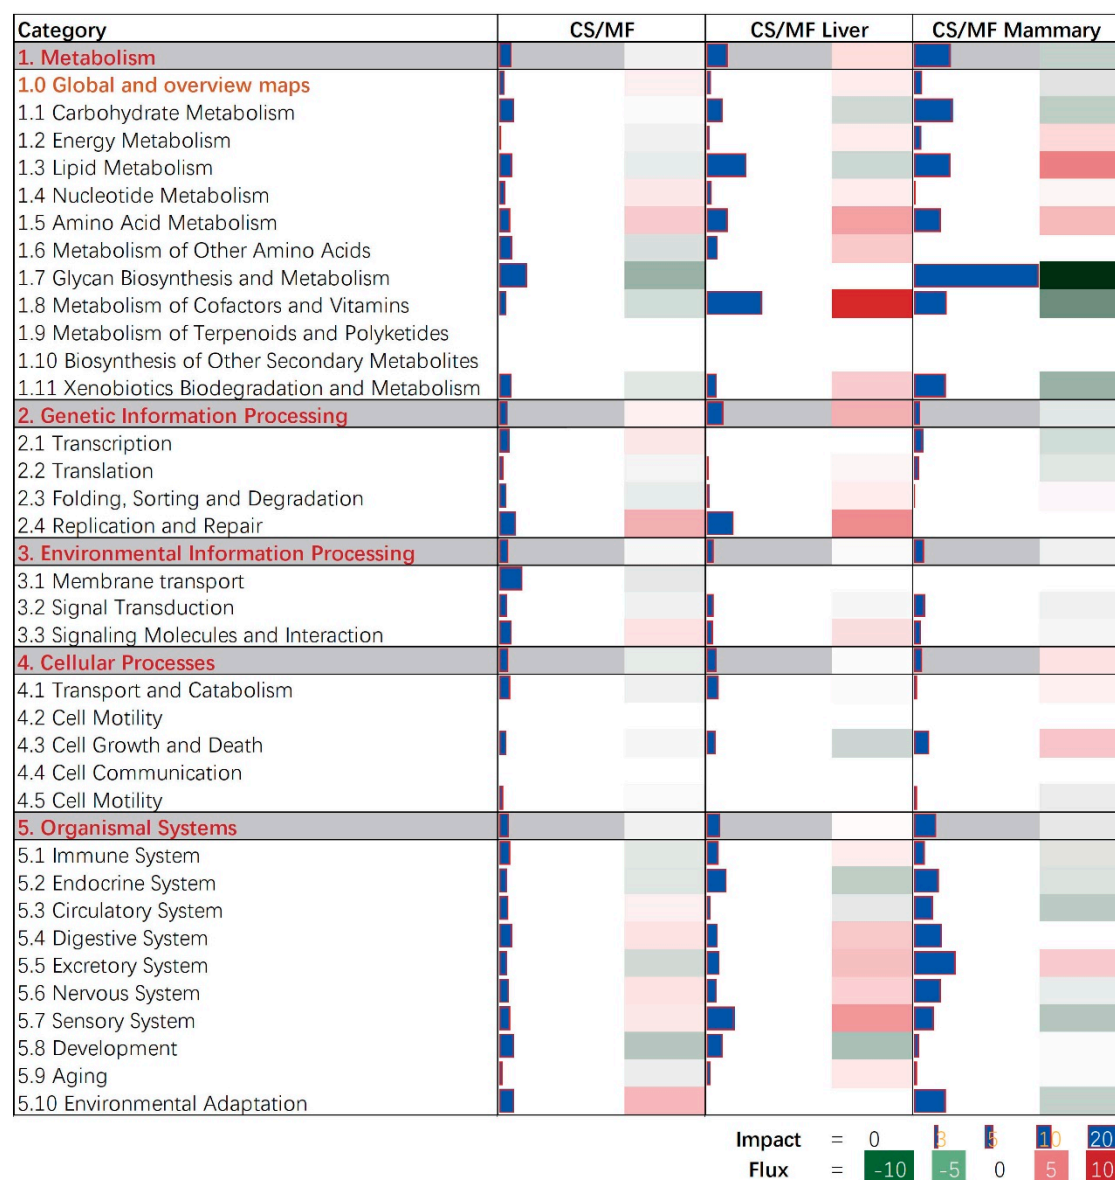 Category CS/MF CS/MF Liver CS/MF Mammary
1. Metabolism
1.0 Global and overview maps
1.1 Carbohydrate Metabolism
1.2 Energy Metabolism
1.3 Lipid Metabolism
1.4 Nucleotide Metabolism
1.5 Amino Acid Metabolism
1.6 Metabolism of Other Amino Acids
1.7 Glycan Biosynthesis and Metabolism
1.8 Metabolism of Cofactors and Vitamins
1.9 Metabolism of Terpenoids and Polyketides
1.10 Biosynthesis of Other Secondary Metabolites
1.11 Xenobiotics Biodegradation and Metabolism
2. Genetic Information Processing
2.1 Transcription
2.2 Translation
2.3 Folding, Sorting and Degradation
2.4 Replication and Repair
3. Environmental Information Processing
3.1 Membrane transport
3.2 Signal Transduction
3.3 Signaling Molecules and Interaction
4. Cellular Processes
4.1 Transport and Catabolism
4.2 Cell Motility
4.3 Cell Growth and Death
4.4 Cell Communication
4.5 Cell Motility
5. Organismal Systems
5.1 Immune System
5.2 Endocrine System
5.3 Circulatory System
5.4 Digestive System
5.5 Excretory System
5.6 Nervous System
5.7 Sensory System
5.8 Development
5.9 Aging
5.10 Environmental Adaptation
Impact = 0 3 5 10 20
Flux = -10 -5 0 5 10